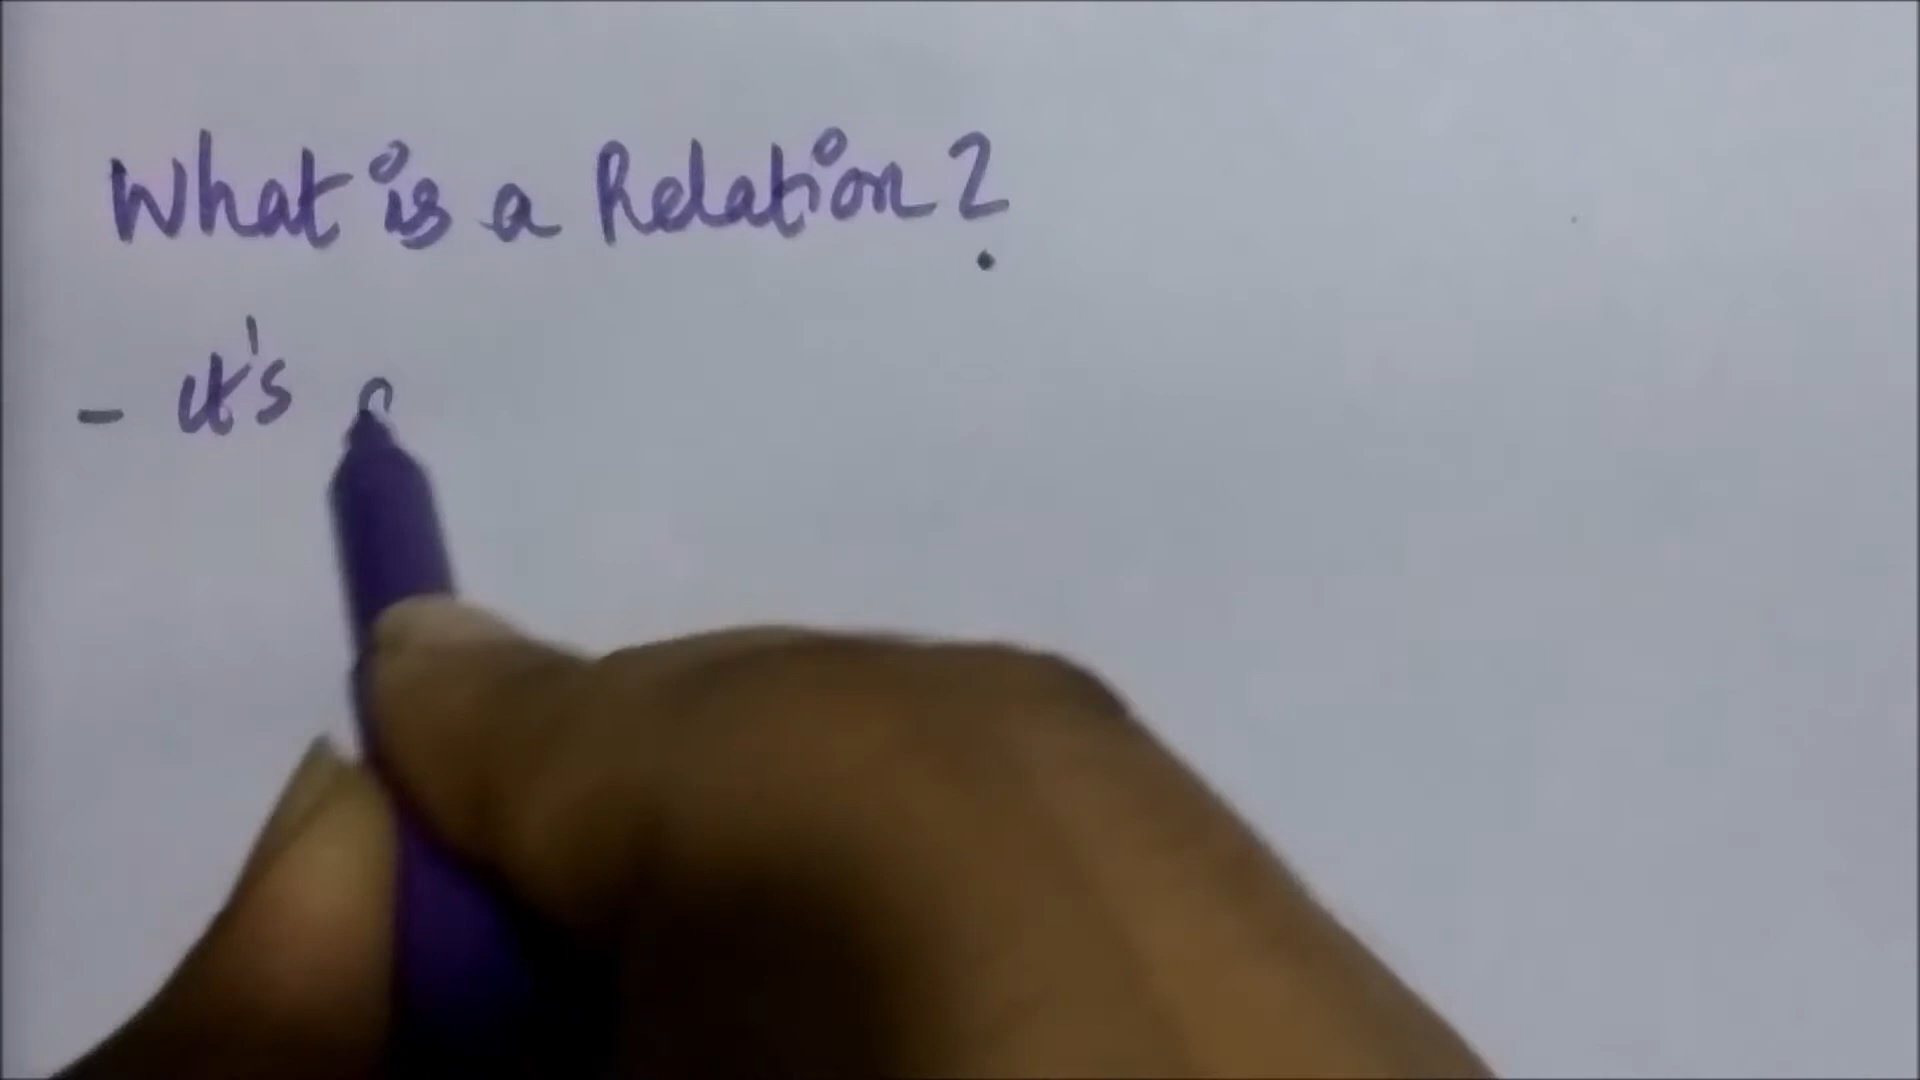 What is a Relation?
- it's